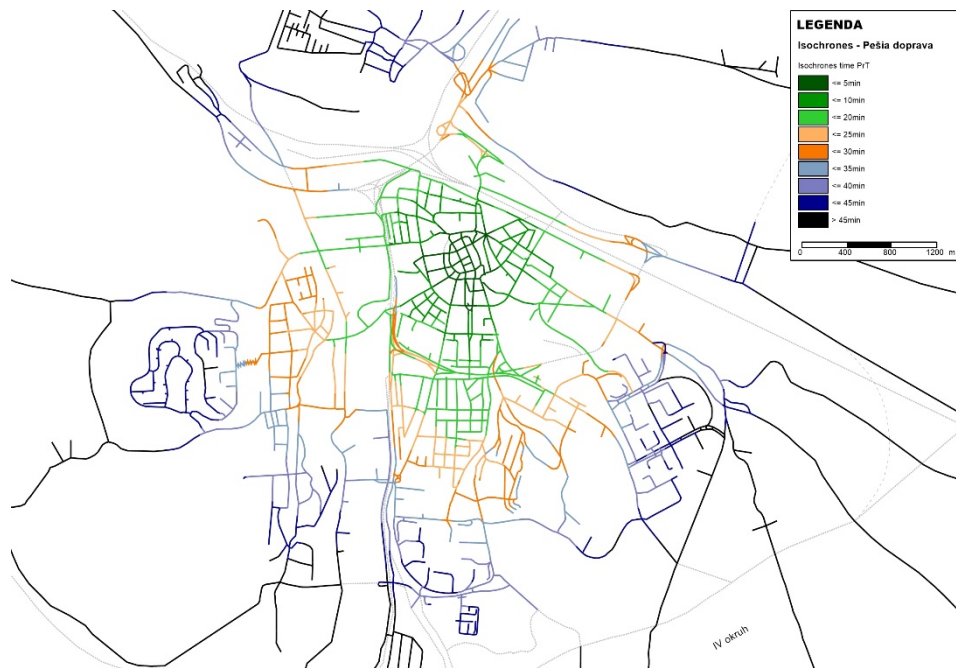 LEGENDA
Isochrones - Pešia doprava
Isochrones time PrT
<= 5min
<= 10min
<= 20min
<= 25min
<= 30min
<= 35min
<= 40min
<= 45min
> 45min
0 400 800 1200 m
IV okruh